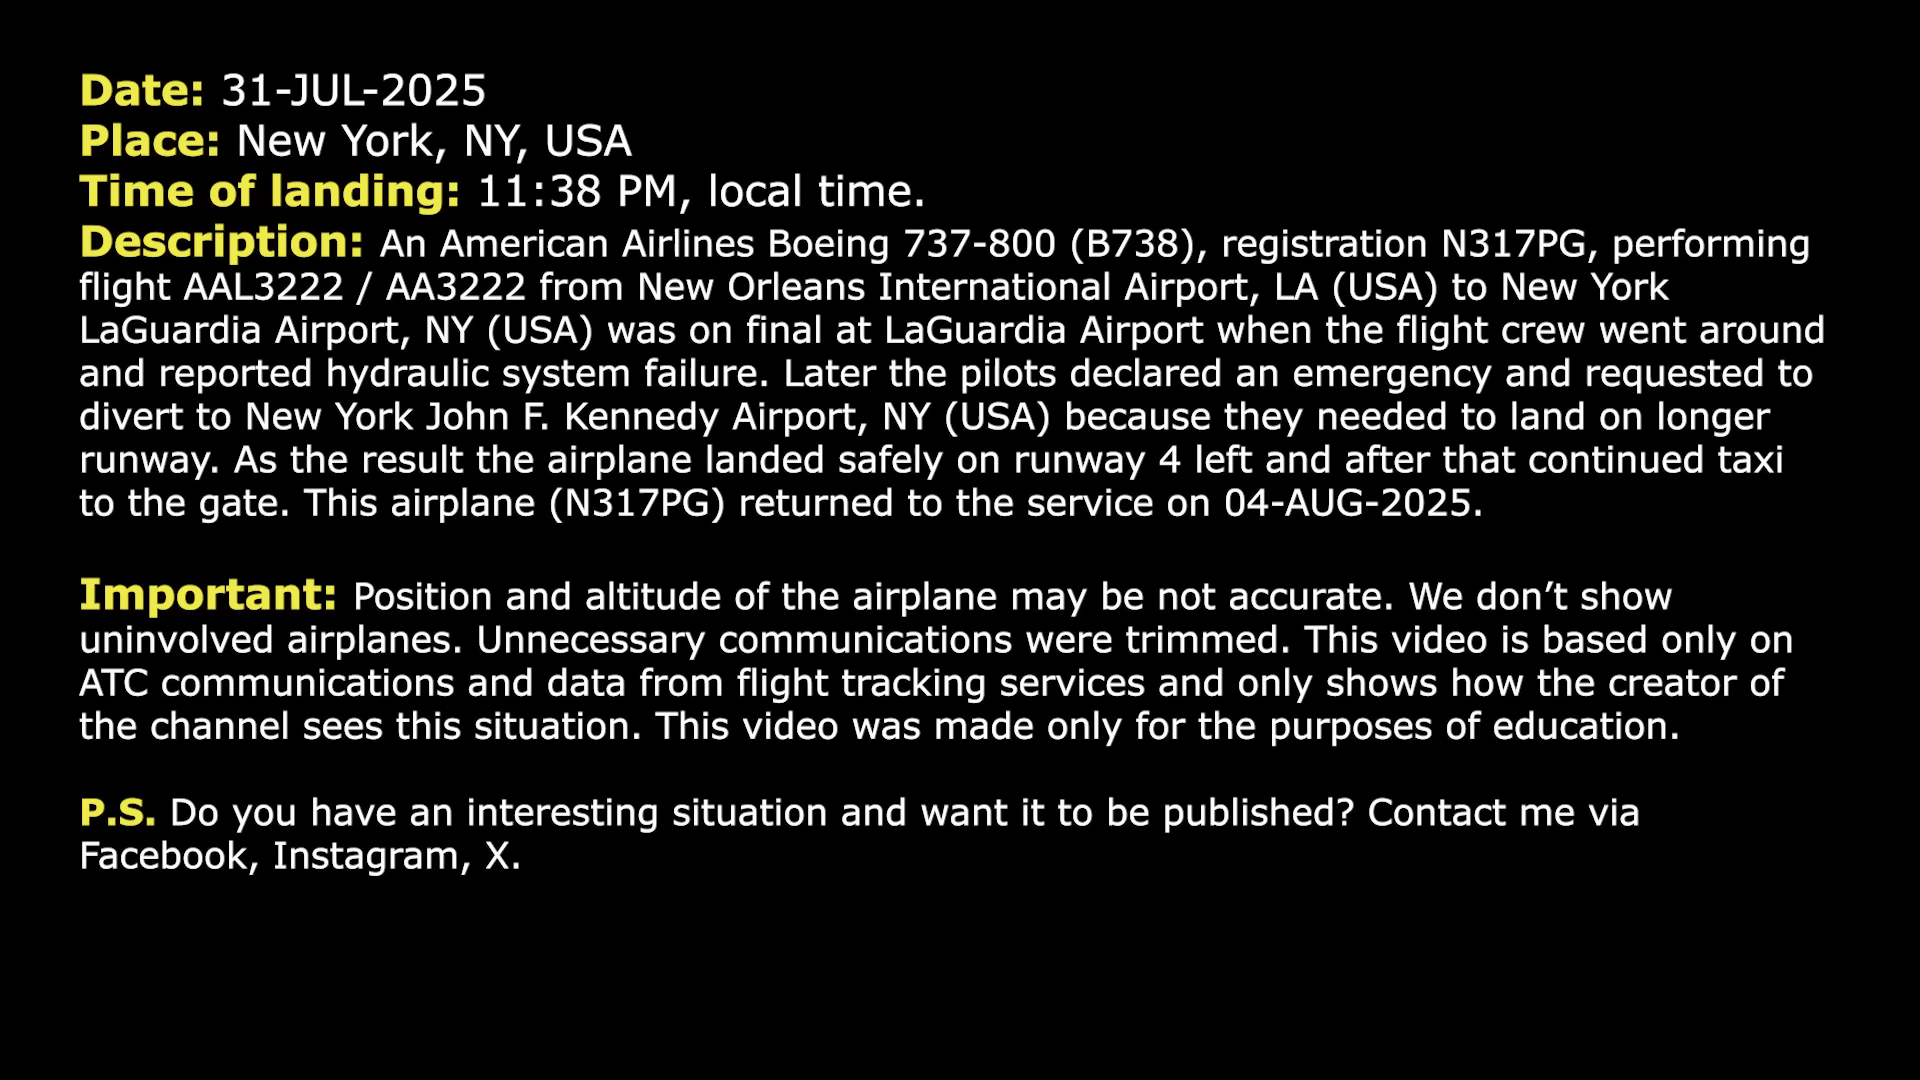 Date: 31-JUL-2025
Place: New York, NY, USA
Time of landing: 11:38 PM, local time.
Description: An American Airlines Boeing 737-800 (B738), registration N317PG, performing
flight AAL3222 / AA3222 from New Orleans International Airport, LA (USA) to New York
LaGuardia Airport, NY (USA) was on final at LaGuardia Airport when the flight crew went around
and reported hydraulic system failure. Later the pilots declared an emergency and requested to
divert to New York John F. Kennedy Airport, NY (USA) because they needed to land on longer
runway. As the result the airplane landed safely on runway 4 left and after that continued taxi
to the gate. This airplane (N317PG) returned to the service on 04-AUG-2025.
Important: Position and altitude of the airplane may be not accurate. We don’t show
uninvolved airplanes. Unnecessary communications were trimmed. This video is based only on
ATC communications and data from flight tracking services and only shows how the creator of
the channel sees this situation. This video was made only for the purposes of education.
P.S. Do you have an interesting situation and want it to be published? Contact me via
Facebook, Instagram, X.